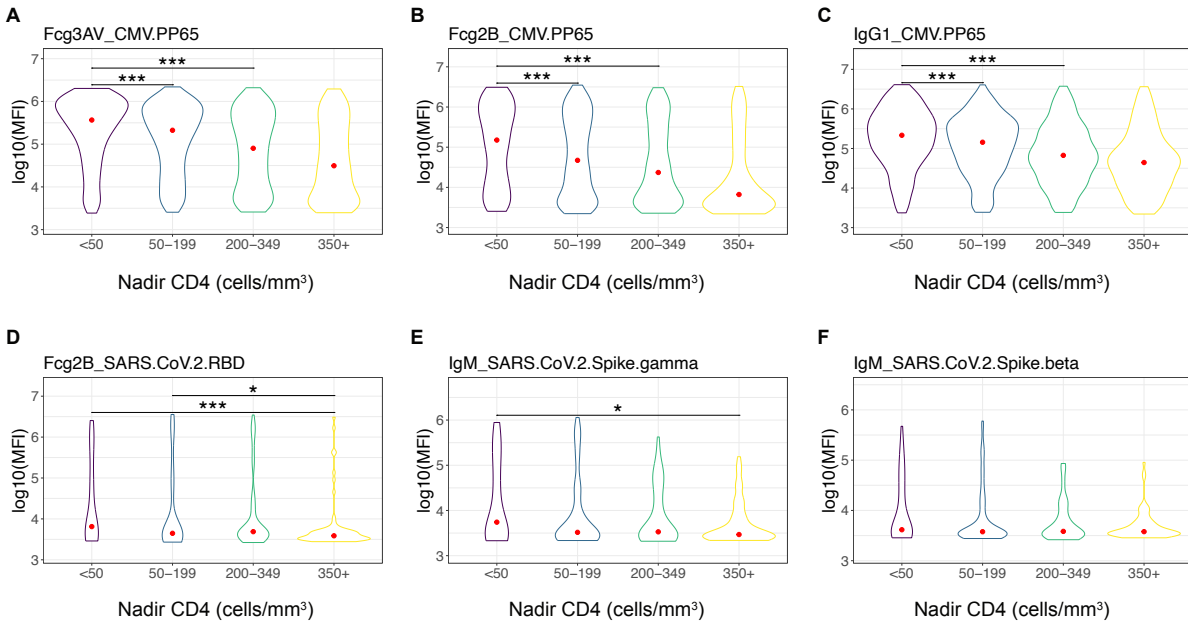 A
Fcg3AV_CMV.PP65
7
6
5
4
3
log10(MFI)
***
***
<50
50−199
200−349
350+
Nadir CD4 (cells/mm³)
B
Fcg2B_CMV.PP65
7
6
5
4
3
log10(MFI)
***
***
<50
50−199
200−349
350+
Nadir CD4 (cells/mm³)
C
IgG1_CMV.PP65
7
6
5
4
3
log10(MFI)
***
***
<50
50−199
200−349
350+
Nadir CD4 (cells/mm³)
D
Fcg2B_SARS.CoV.2.RBD
7
6
5
4
3
log10(MFI)
*
***
<50
50−199
200−349
350+
Nadir CD4 (cells/mm³)
E
IgM_SARS.CoV.2.Spike.gamma
6
5
4
3
log10(MFI)
*
<50
50−199
200−349
350+
Nadir CD4 (cells/mm³)
F
IgM_SARS.CoV.2.Spike.beta
6
5
4
3
log10(MFI)
<50
50−199
200−349
350+
Nadir CD4 (cells/mm³)